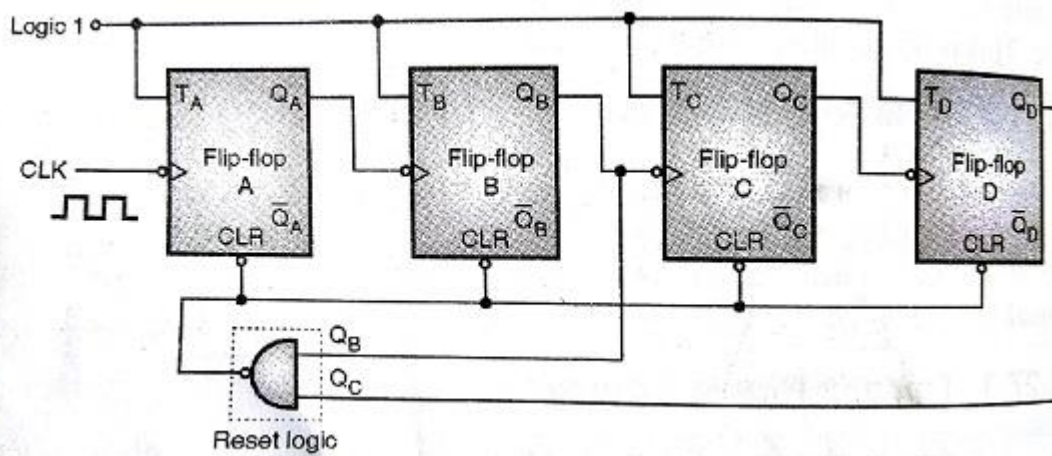 Logic 1
T_A Q_A T_B Q_B T_C Q_C T_D Q_D
CLK
Flip-flop A
Flip-flop B
Flip-flop C
Flip-flop D
Q̅_A Q̅_B Q̅_C Q̅_D
CLR CLR CLR CLR
Q_B
Q_C
Reset logic